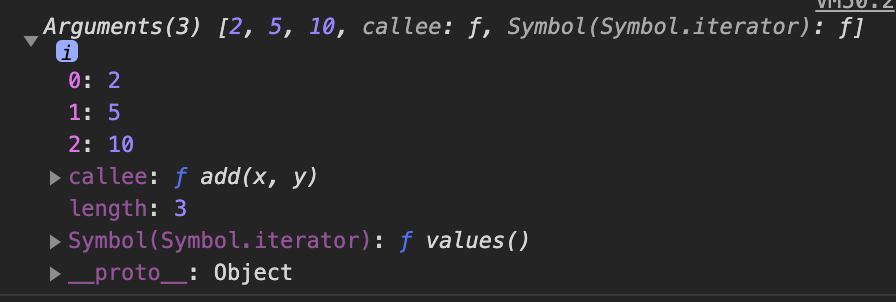 VM30:2
Arguments(3) [2, 5, 10, callee: ƒ, Symbol(Symbol.iterator): ƒ]
i
0: 2
1: 5
2: 10
callee: ƒ add(x, y)
length: 3
Symbol(Symbol.iterator): ƒ values()
__proto__: Object